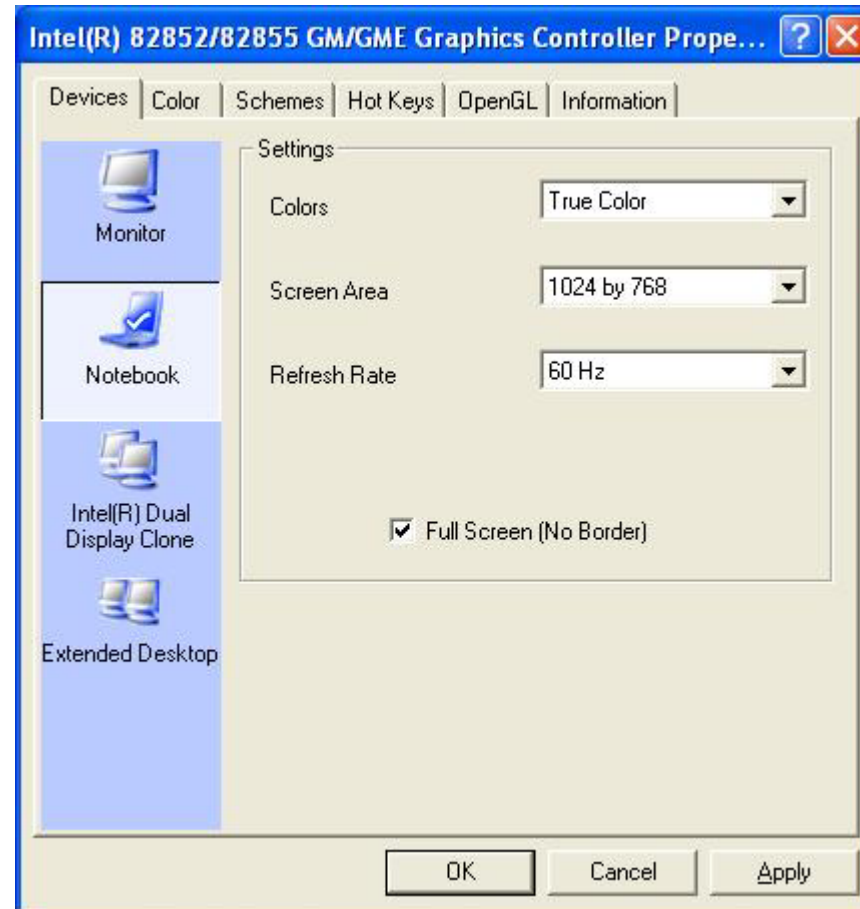 Intel(R) 82852/82855 GM/GME Graphics Controller Prope... ?
Devices Color Schemes Hot Keys OpenGL Information
Monitor
Notebook
Intel(R) Dual
Display Clone
Extended Desktop
Settings
Colors True Color
Screen Area 1024 by 768
Refresh Rate 60 Hz
Full Screen (No Border)
OK Cancel Apply